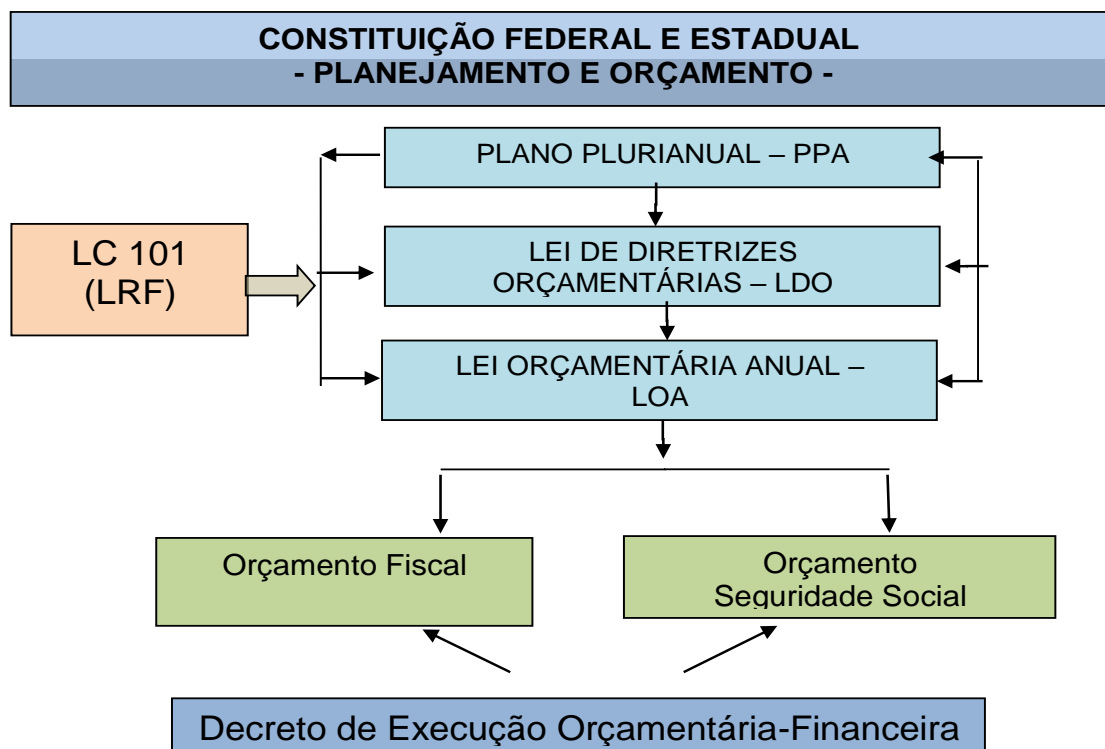 CONSTITUIÇÃO FEDERAL E ESTADUAL
- PLANEJAMENTO E ORÇAMENTO -
PLANO PLURIANUAL – PPA
LC 101
(LRF)
LEI DE DIRETRIZES
ORÇAMENTÁRIAS – LDO
LEI ORÇAMENTÁRIA ANUAL –
LOA
Orçamento Fiscal
Orçamento
Seguridade Social
Decreto de Execução Orçamentária-Financeira